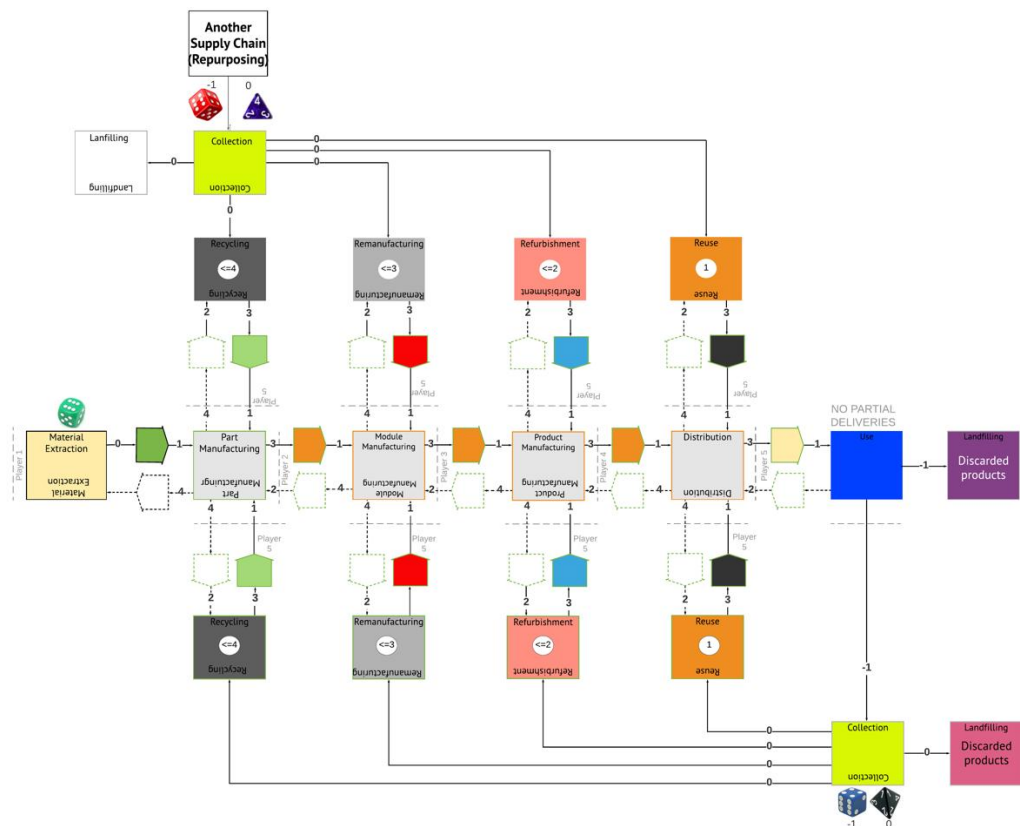 Another
Supply Chain
(Repurposing)
-1 0
4
2 3
Lanfilling
Landfilling
0
Collection
Collection
0
0
0
0
Recycling
<=4
Recycling
Remanufacturing
<=3
Remanufacturing
Refurbishment
<=2
Refurbishment
Reuse
1
Reuse
2 3 2 3 2 3 2 3
Player 5
Player 5
Player 5
Player 5
4 1 4 1 4 1 4 1
NO PARTIAL
DELIVERIES
Player 1
Material
Extraction
Material
Extraction
0 1
4
Part
Manufacturing
Part
Manufacturingr
3 1
2 4
Player 2
Module
Manufacturing
Module
Manufacturing
3 1
2 4
Player 3
Product
Manufacturing
Product
Manufacturing
3 1
2 4
Player 4
Distribution
Distribution
3 1
2
Player 5
Use
-1
Landfilling
Discarded
products
4 1 4 1 4 1 4 1
Player 5
Player 5
Player 5
Player 5
2 3 2 2 3 2 3
Recycling
<=4
Recycling
Remanufacturing
<=3
Remanufacturing
Refurbishment
<=2
Refurbishment
Reuse
1
Reuse
-1
0
0
0
0
Collection
Collection
0
Landfilling
Discarded
products
-1 0